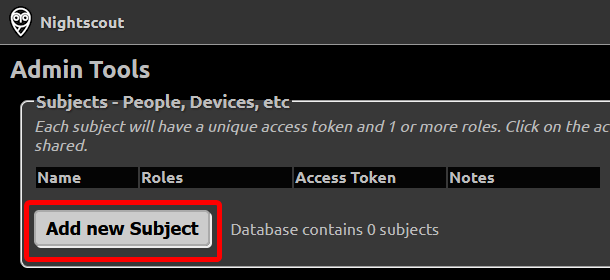 Nightscout
Admin Tools
Subjects - People, Devices, etc
Each subject will have a unique access token and 1 or more roles. Click on the ac
shared.
Name Roles Access Token Notes
Add new Subject Database contains 0 subjects